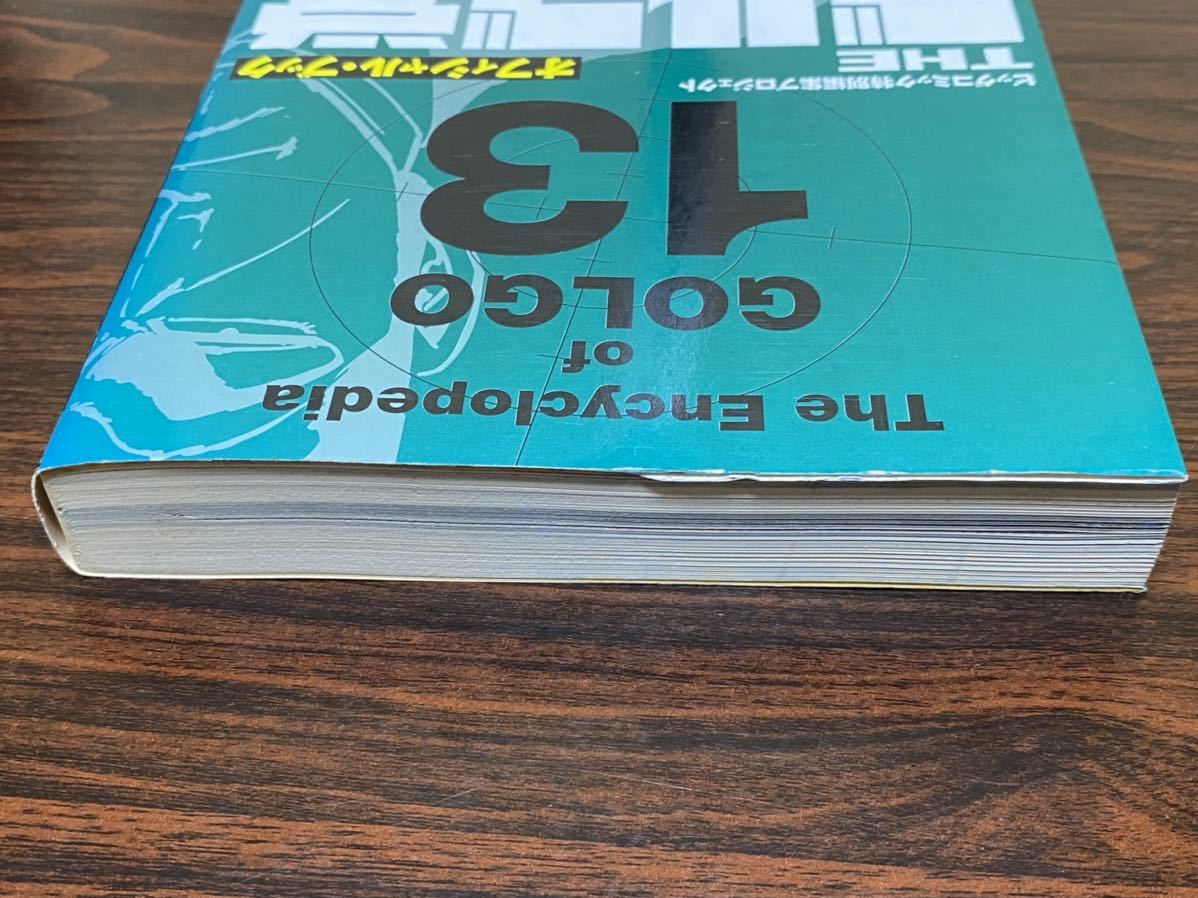 The Encyclopedia
of
GOLGO
13
ビッグコミック特別編集プロジェクト
オフィシャル・ブック
THE